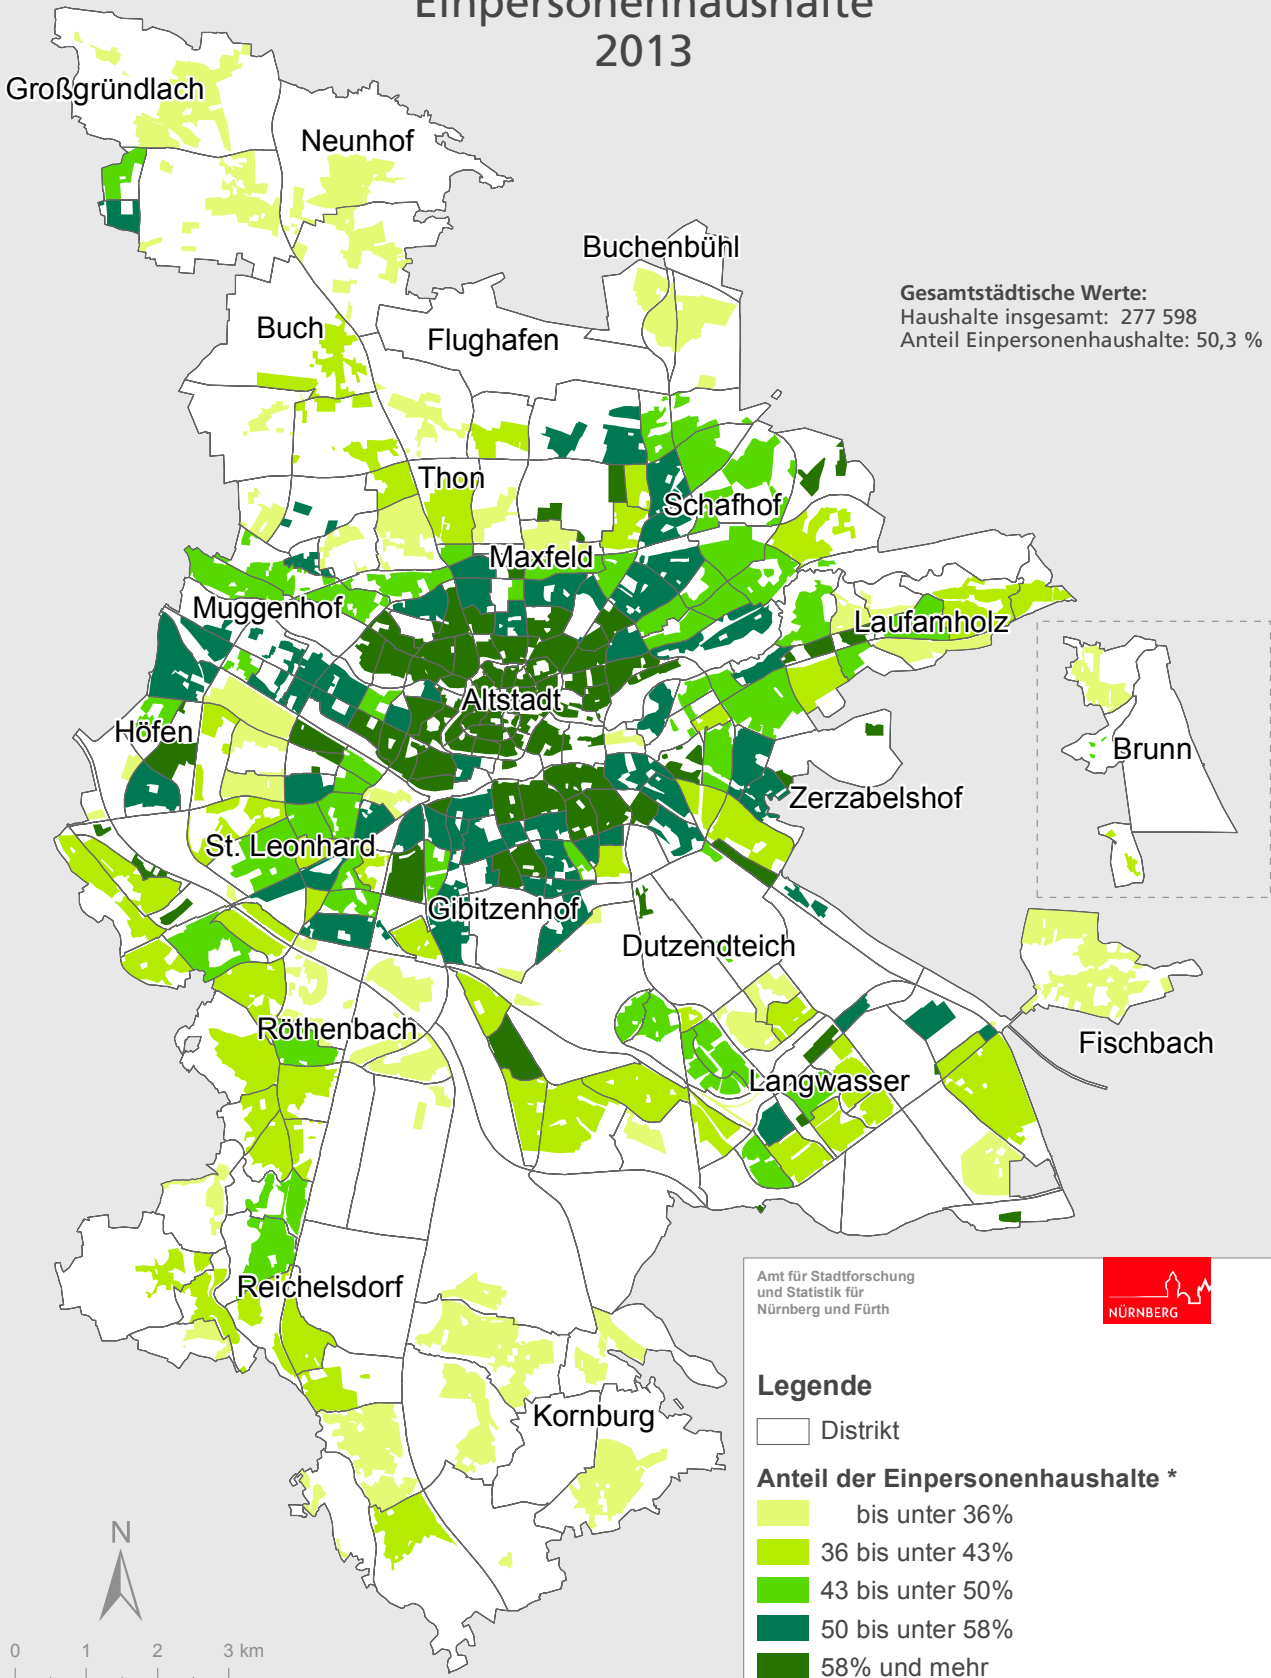 Einpersonenhaushalte
2013
Großgründlach
Neunhof
Buchenbühl
Gesamtstädtische Werte:
Haushalte insgesamt: 277 598
Anteil Einpersonenhaushalte: 50,3 %
Buch
Flughafen
Thon
Schafhof
Maxfeld
Muggenhof
Laufamholz
Altstadt
Höfen
Brunn
Zerzabelshof
St. Leonhard
Gibitzenhof
Dutzendteich
Röthenbach
Fischbach
Langwasser
Reichelsdorf
Kornburg
Amt für Stadtforschung
und Statistik für
Nürnberg und Fürth
NÜRNBERG
Legende
Distrikt
Anteil der Einpersonenhaushalte *
bis unter 36%
36 bis unter 43%
43 bis unter 50%
50 bis unter 58%
58% und mehr
N
0 1 2 3 km